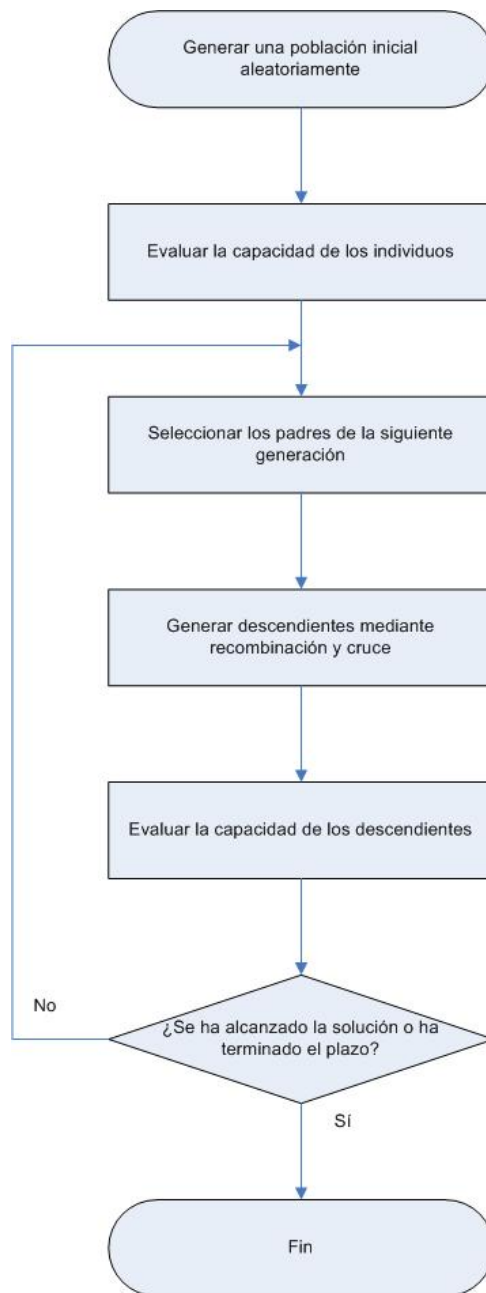 Generar una población inicial
aleatoriamente
Evaluar la capacidad de los individuos
Seleccionar los padres de la siguiente
generación
Generar descendientes mediante
recombinación y cruce
Evaluar la capacidad de los descendientes
¿Se ha alcanzado la solución o ha
terminado el plazo?
No
Sí
Fin